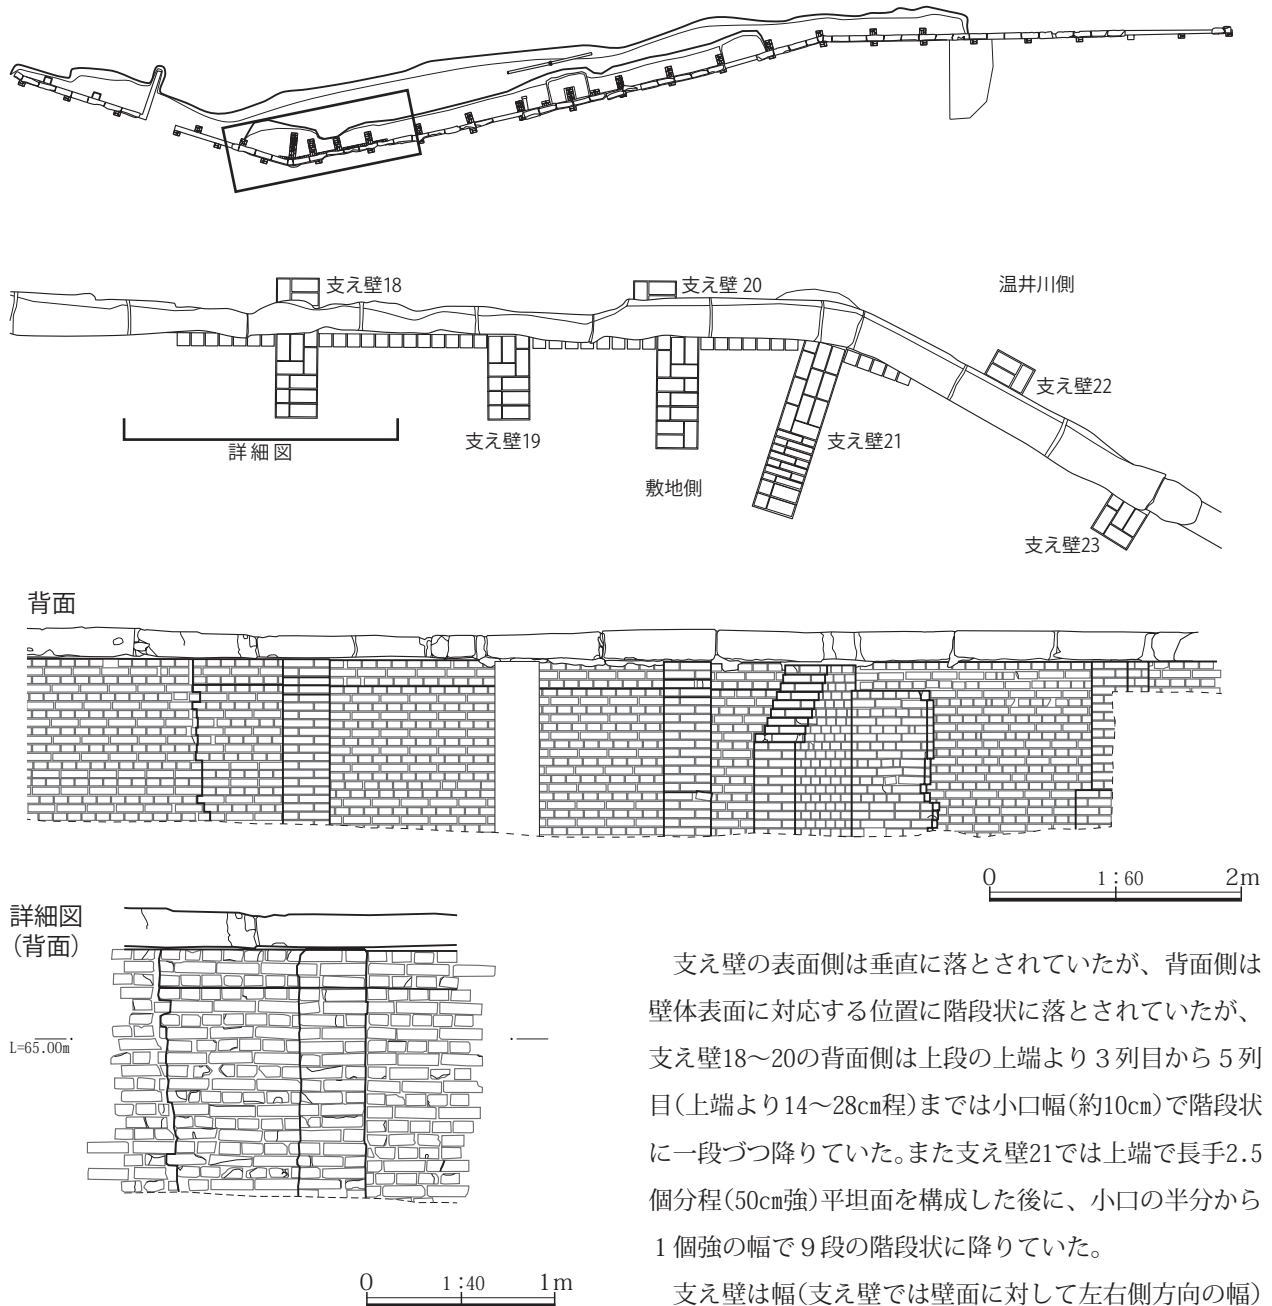 支え壁18
支え壁 20
温井川側
支え壁22
支え壁19
支え壁21
詳細図
敷地側
支え壁23
背面
0 1：60 2m
詳細図
(背面)
L=65.00m
0 1:40 1m
支え壁の表面側は垂直に落とされていたが、背面側は
壁体表面に対応する位置に階段状に落とされていたが、
支え壁18～20の背面側は上段の上端より３列目から５列
目(上端より14～28cm程)までは小口幅(約10cm)で階段状
に一段づつ降りていた。また支え壁21では上端で長手2.5
個分程(50cm強)平坦面を構成した後に、小口の半分から
１個強の幅で９段の階段状に降りていた。
支え壁は幅(支え壁では壁面に対して左右側方向の幅)